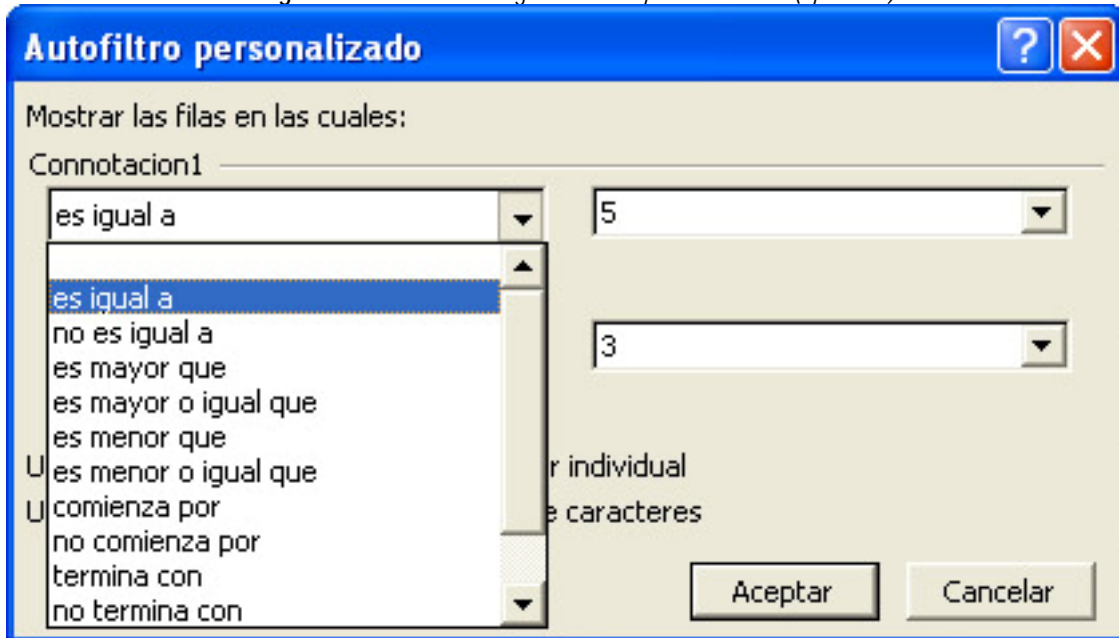 Autofiltro personalizado
Mostrar las filas en las cuales:
Connotacion1
es igual a 5
es igual a
no es igual a
3
es mayor que
es mayor o igual que
es menor que
es menor o igual que
U r individual
comienza por
U e caracteres
no comienza por
termina con
no termina con
Aceptar Cancelar